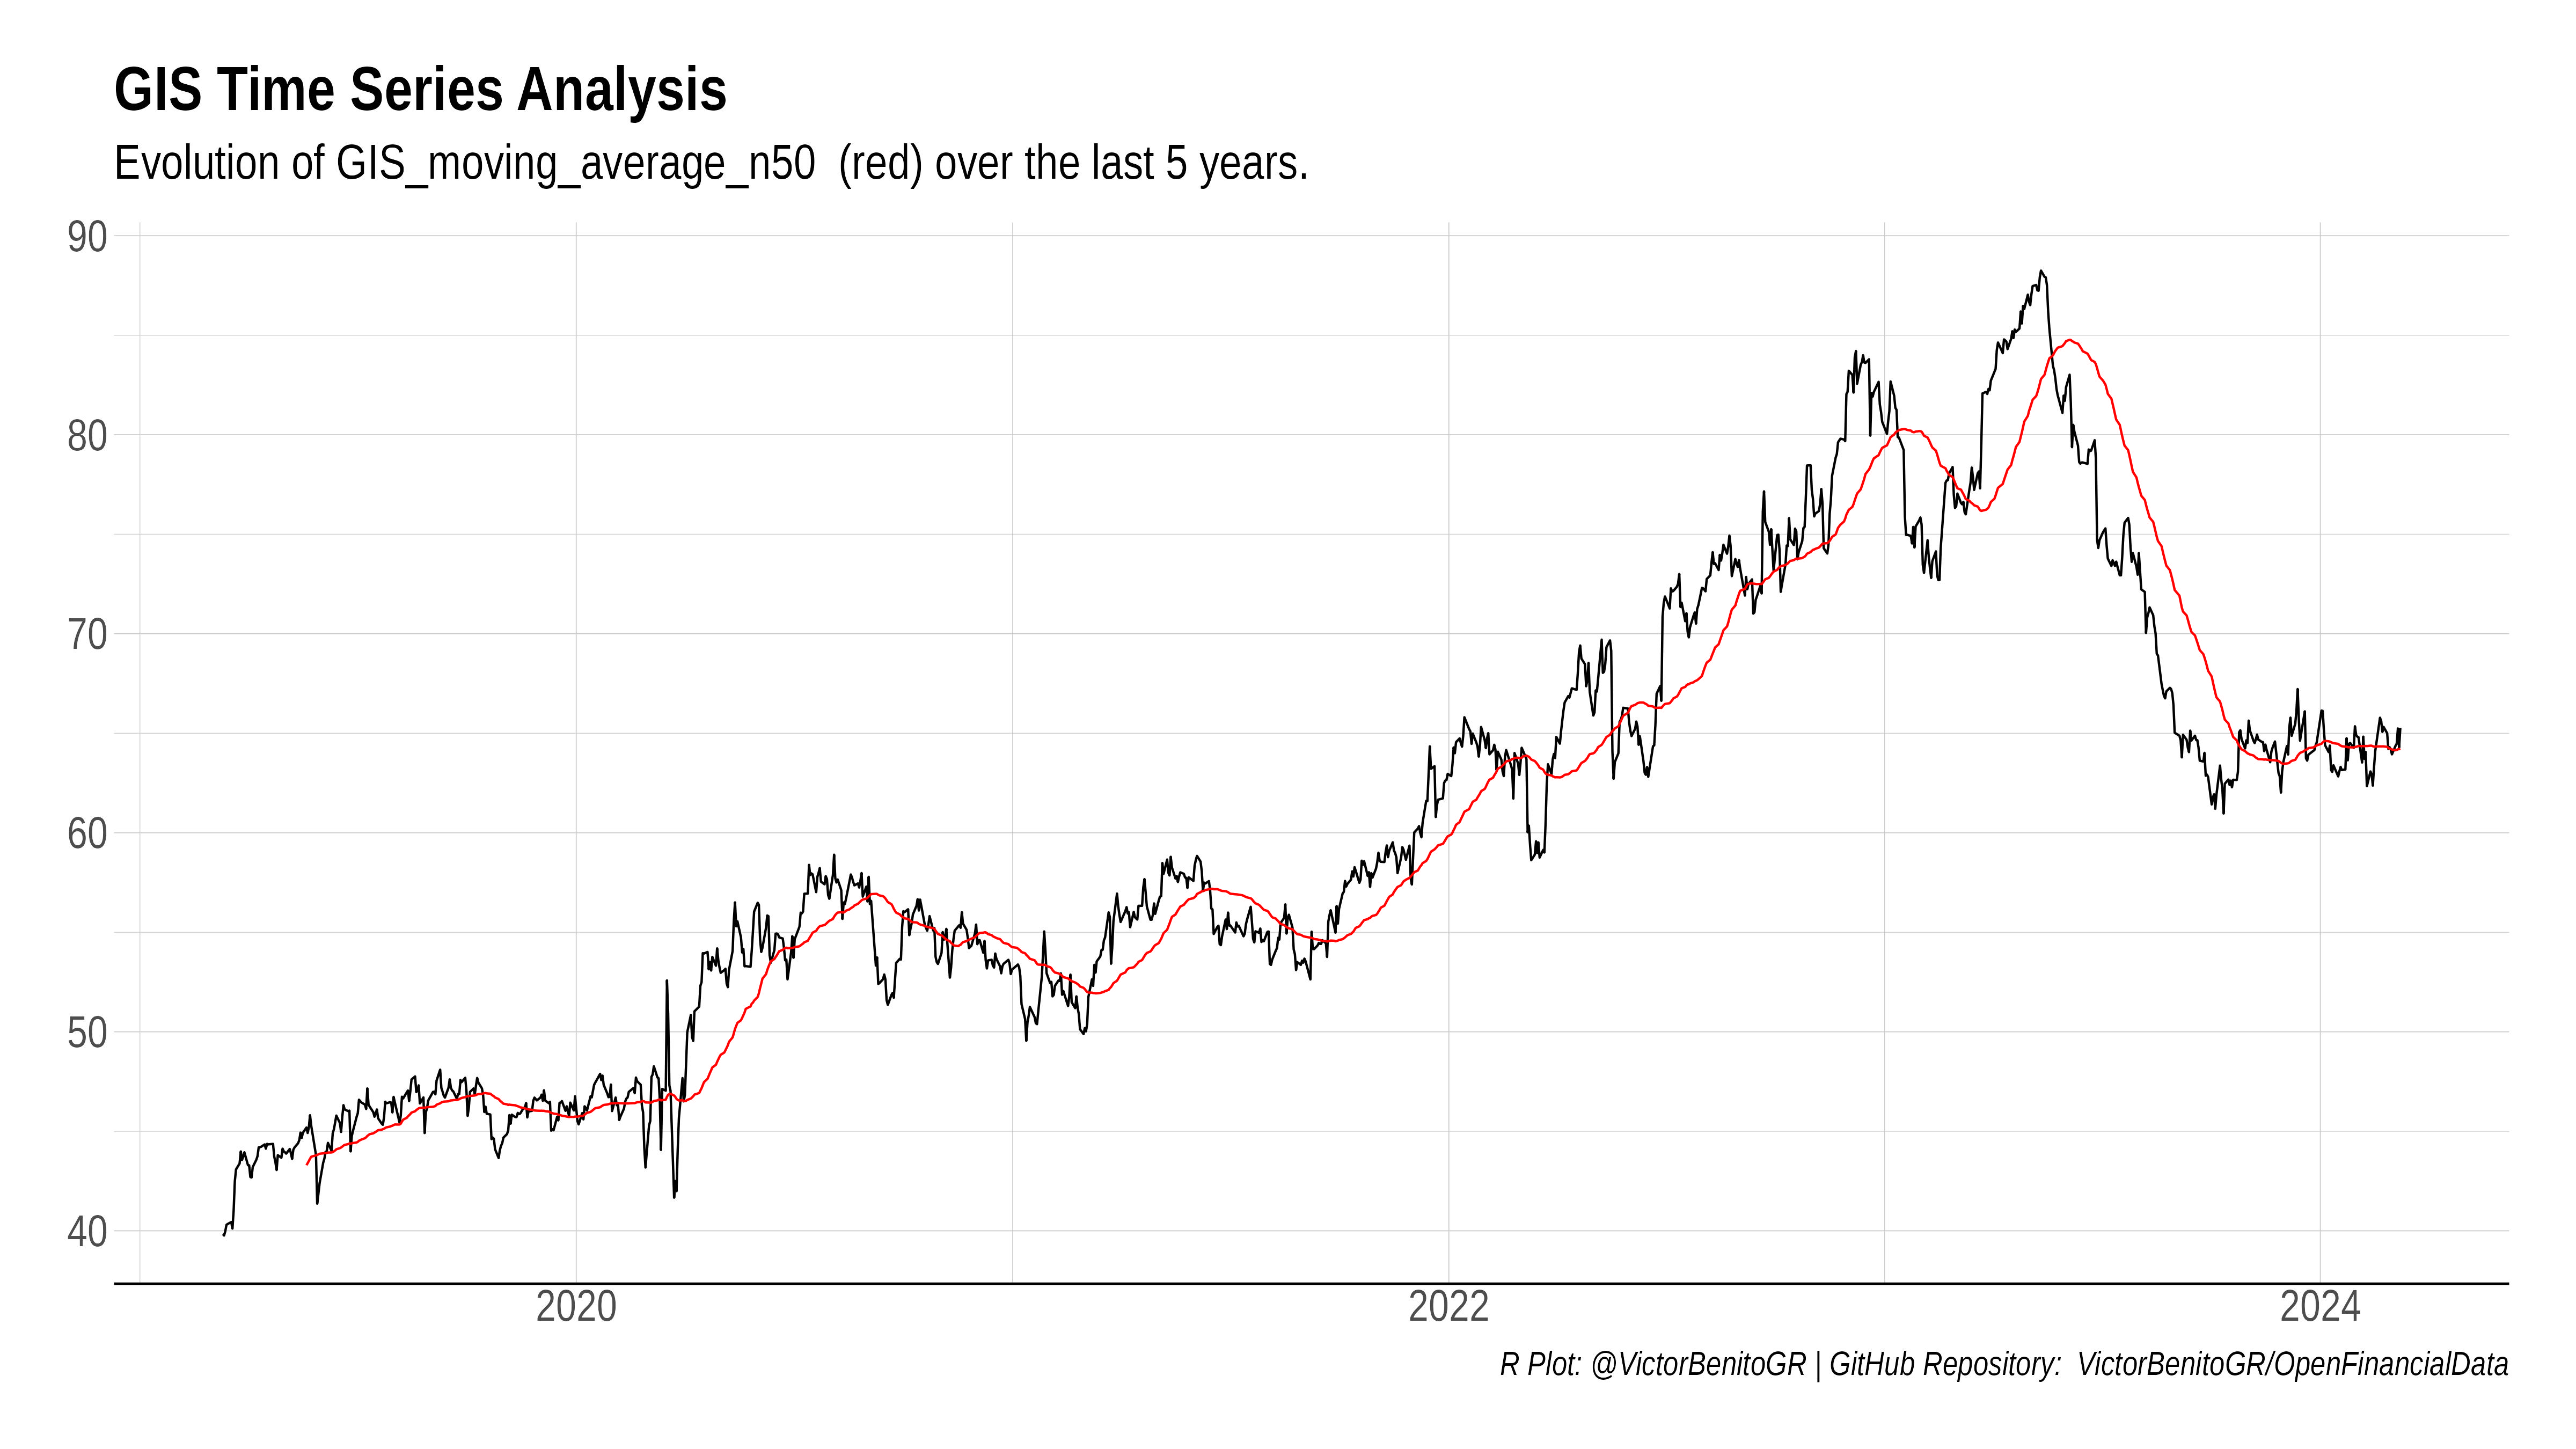 GIS Time Series Analysis
Evolution of GIS_moving_average_n50  (red) over the last 5 years.
90
80
70
60
50
40
2020 2022 2024
R Plot: @VictorBenitoGR | GitHub Repository:  VictorBenitoGR/OpenFinancialData